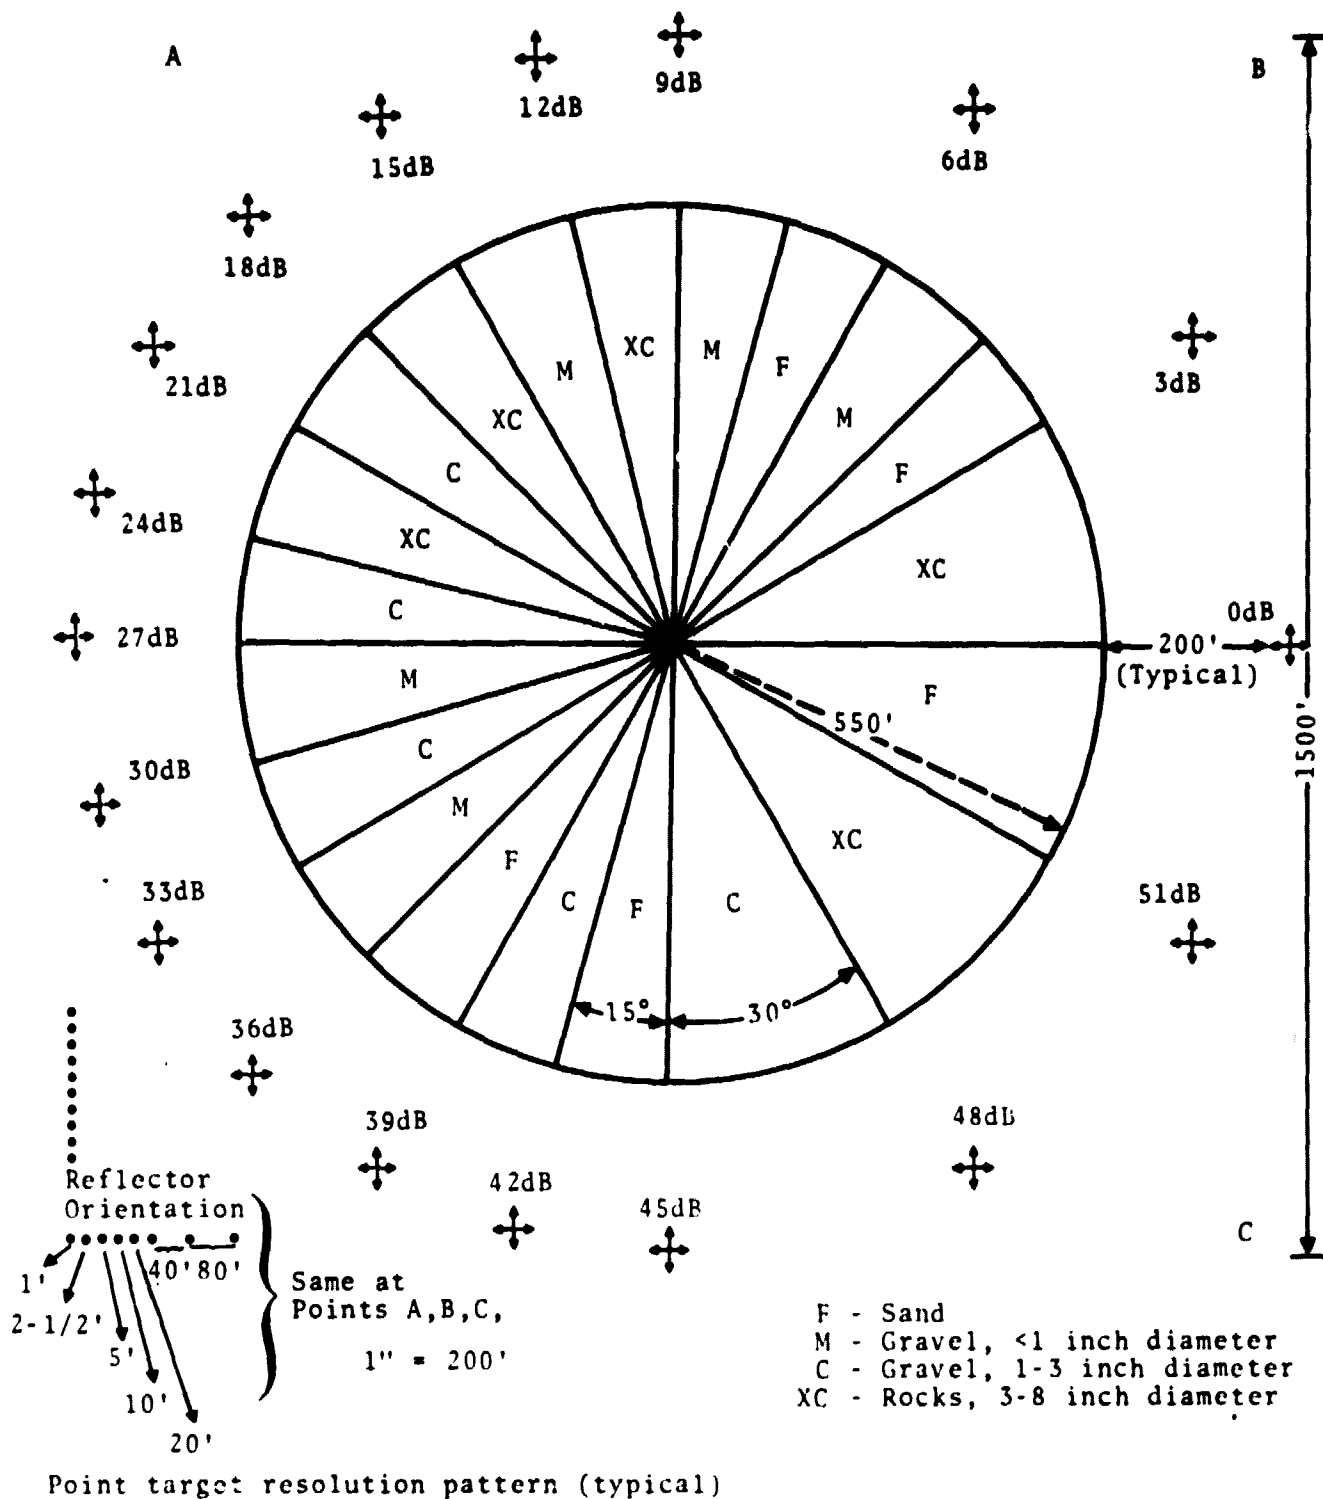 A
12dB
9dB
B
15dB
6dB
18dB
21dB
3dB
XC
M
M
F
XC
M
C
F
24dB
XC
XC
C
0dB
27dB
200'
(Typical)
M
F
550'
1500'
C
30dB
M
XC
F
33dB
C
F
C
51dB
15°
30°
36dB
39dB
48dB
Reflector
Orientation
42dB
45dB
C
40'80'
1'
2-1/2'
5'
10'
20'
Same at
Points A,B,C,
1" = 200'
F - Sand
M - Gravel, <1 inch diameter
C - Gravel, 1-3 inch diameter
XC - Rocks, 3-8 inch diameter
Point target resolution pattern (typical)